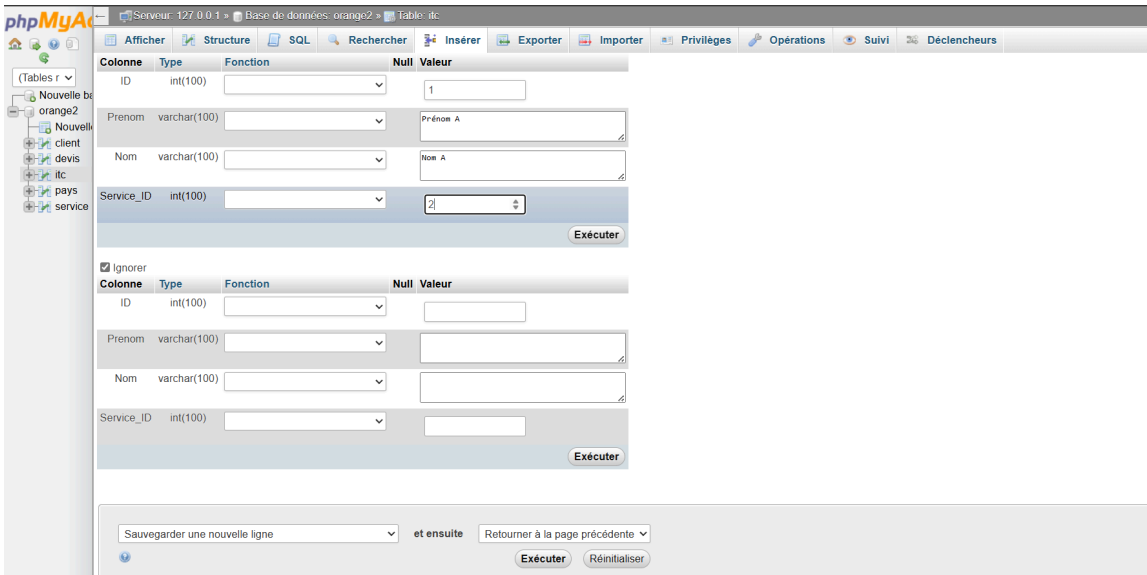 phpMyA
Serveur: 127.0.0.1 » Base de données: orange2 » Table: itc
Afficher Structure SQL Rechercher Insérer Exporter Importer Privilèges Opérations Suivi Déclencheurs
(Tables r
Nouvelle ba
orange2
Nouvell
client
devis
itc
pays
service
Colonne Type Fonction Null Valeur
ID int(100) 1
Prenom varchar(100) Prénom A
Nom varchar(100) Nom A
Service_ID int(100) 2
Exécuter
Ignorer
Colonne Type Fonction Null Valeur
ID int(100)
Prenom varchar(100)
Nom varchar(100)
Service_ID int(100)
Exécuter
Sauvegarder une nouvelle ligne et ensuite Retourner à la page précédente
Exécuter Réinitialiser